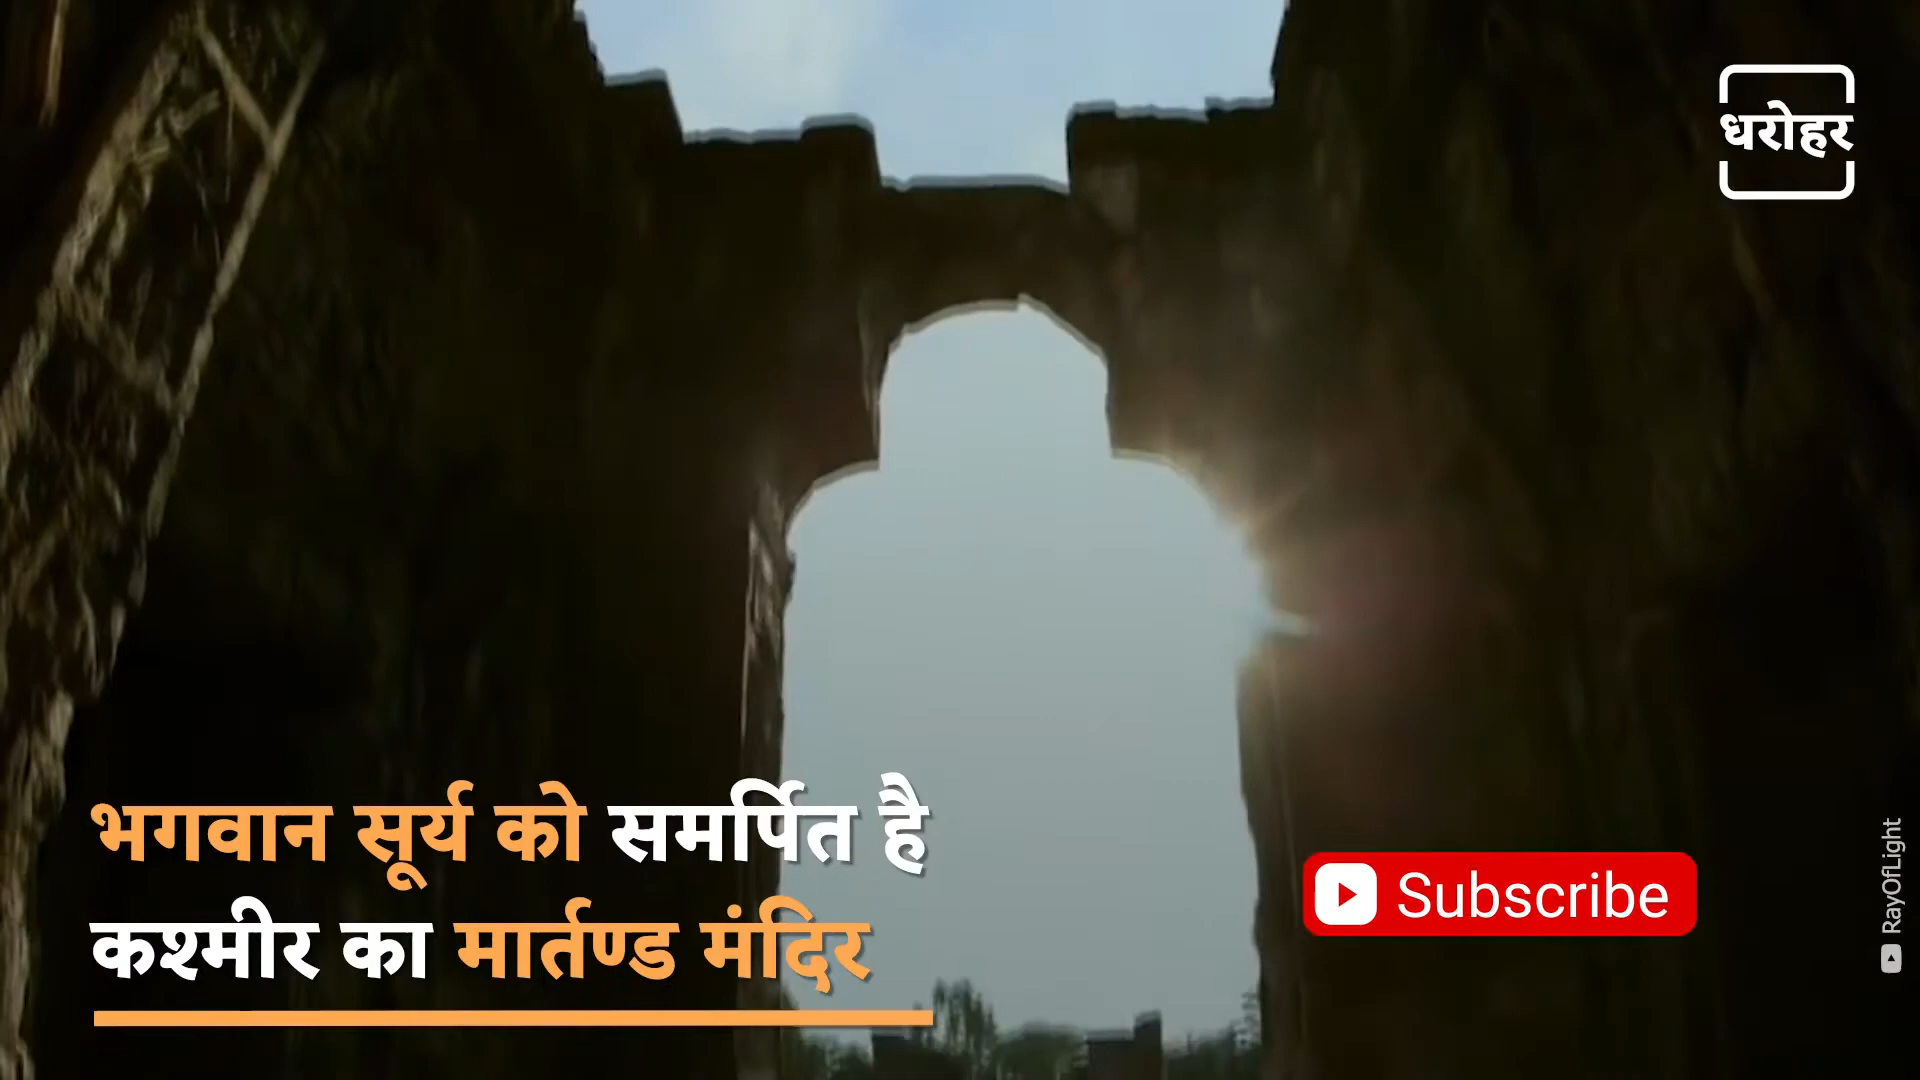 धरोहर
भगवान सूर्य को समर्पित है
कश्मीर का मार्तण्ड मंदिर
Subscribe
RayOfLight